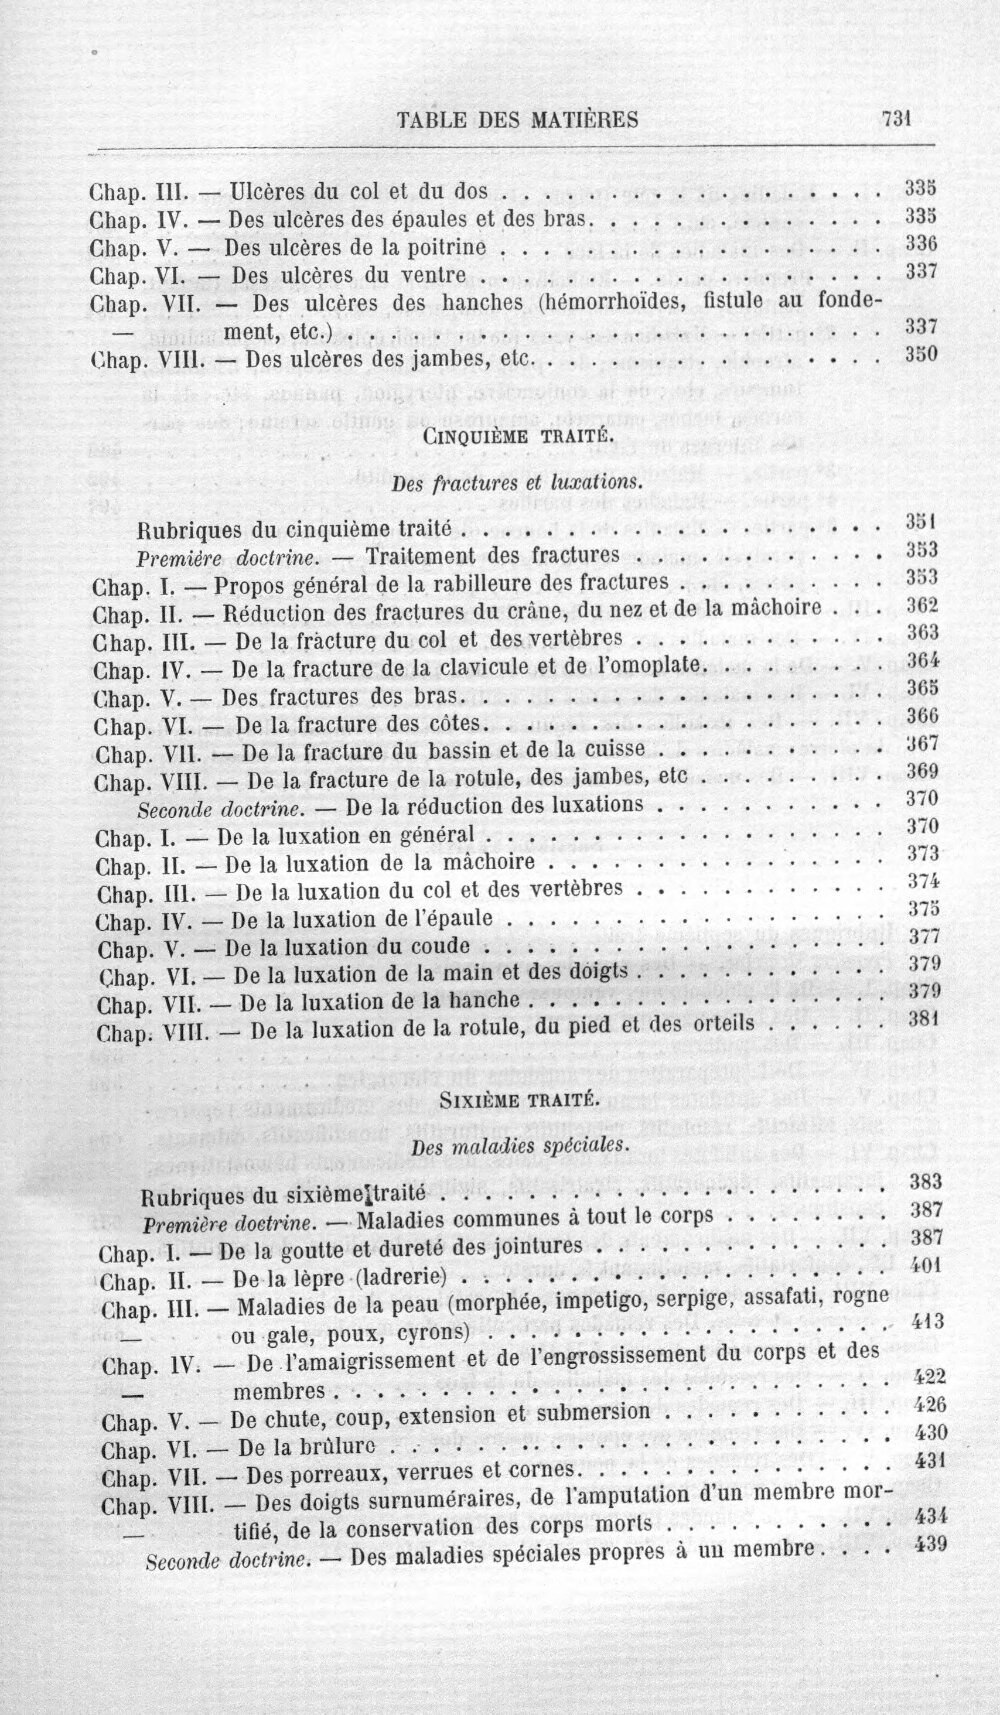 TABLE DES MATIÈRES 731
Chap. III. — Ulcères du col et du dos . . . . . . . . . . . . . . . . . . 335
Chap. IV. — Des ulcères des épaules et des bras. . . . . . . . . . . . . . 335
Chap. V. — Des ulcères de la poitrine . . . . . . . . . . . . . . . . . . 336
Chap. VI. — Des ulcères du ventre . . . . . . . . . . . . . . . . . . . 337
Chap. VII. — Des ulcères des hanches (hémorrhoïdes, fistule au fonde-
— ment, etc.) . . . . . . . . . . . . . . . . . . . . . . . . . 337
Chap. VIII. — Des ulcères des jambes, etc. . . . . . . . . . . . . . . . . 350
CINQUIÈME TRAITÉ.
Des fractures et luxations.
Rubriques du cinquième traité . . . . . . . . . . . . . . . . . . . . 351
Première doctrine. — Traitement des fractures . . . . . . . . . . . . 353
Chap. I. — Propos général de la rabilleure des fractures . . . . . . . . . . 353
Chap. II. — Réduction des fractures du crâne, du nez et de la mâchoire . . . 362
Chap. III. — De la fracture du col et des vertèbres . . . . . . . . . . . . 363
Chap. IV. — De la fracture de la clavicule et de l'omoplate. . . . . . . . . 364
Chap. V. — Des fractures des bras. . . . . . . . . . . . . . . . . . . . 365
Chap. VI. — De la fracture des côtes. . . . . . . . . . . . . . . . . . . 366
Chap. VII. — De la fracture du bassin et de la cuisse . . . . . . . . . . . 367
Chap. VIII. — De la fracture de la rotule, des jambes, etc . . . . . . . . . 369
Seconde doctrine. — De la réduction des luxations . . . . . . . . . . . 370
Chap. I. — De la luxation en général . . . . . . . . . . . . . . . . . . . 370
Chap. II. — De la luxation de la mâchoire . . . . . . . . . . . . . . . . 373
Chap. III. — De la luxation du col et des vertèbres . . . . . . . . . . . . 374
Chap. IV. — De la luxation de l'épaule . . . . . . . . . . . . . . . . . . 375
Chap. V. — De la luxation du coude . . . . . . . . . . . . . . . . . . . 377
Chap. VI. — De la luxation de la main et des doigts . . . . . . . . . . . . 379
Chap. VII. — De la luxation de la hanche . . . . . . . . . . . . . . . . . 379
Chap. VIII. — De la luxation de la rotule, du pied et des orteils . . . . . . 381
SIXIÈME TRAITÉ.
Des maladies spéciales.
Rubriques du sixième traité . . . . . . . . . . . . . . . . . . . . . 383
Première doctrine. — Maladies communes à tout le corps . . . . . . . . 387
Chap. I. — De la goutte et dureté des jointures . . . . . . . . . . . . . . 387
Chap. II. — De la lèpre (ladrerie) . . . . . . . . . . . . . . . . . . . . 401
Chap. III. — Maladies de la peau (morphée, impetigo, serpige, assafati, rogne
— ou gale, poux, cyrons) . . . . . . . . . . . . . . . . . . . 413
Chap. IV. — De l'amaigrissement et de l'engrossissement du corps et des
— membres . . . . . . . . . . . . . . . . . . . . . . . . . . 422
Chap. V. — De chute, coup, extension et submersion . . . . . . . . . . . 426
Chap. VI. — De la brûlure . . . . . . . . . . . . . . . . . . . . . . . 430
Chap. VII. — Des porreaux, verrues et cornes. . . . . . . . . . . . . . . 431
Chap. VIII. — Des doigts surnuméraires, de l'amputation d'un membre mor-
— tifié, de la conservation des corps morts . . . . . . . . . . . 434
Seconde doctrine. — Des maladies spéciales propres à un membre. . . . 439